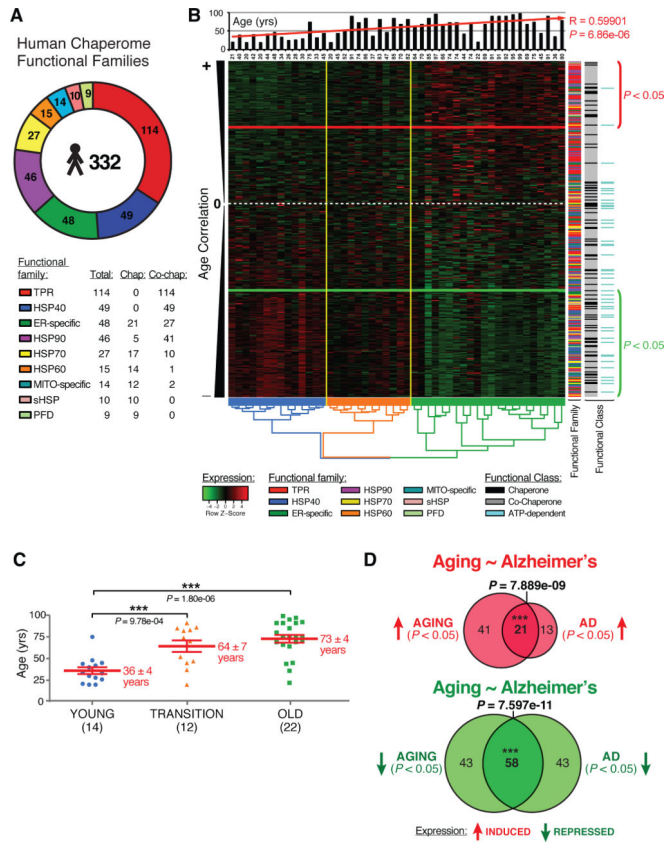 A
Human Chaperome
Functional Families
9
10
14
15
27
46
48
49
114
332
Functional family: Total: Chap: Co-chap:
TPR 114 0 114
HSP40 49 0 49
ER-specific 48 21 27
HSP90 46 5 41
HSP70 27 17 10
HSP60 15 14 1
MITO-specific 14 12 2
sHSP 10 10 0
PFD 9 9 0
B
Age (yrs)
100
50
0
R = 0.59901
P = 6.86e-06
+
0
–
Age Correlation
P < 0.05
P < 0.05
Functional Family
Functional Class
Expression:
-4 -2 0 2 4
Row Z-Score
Functional family:
TPR HSP90 MITO-specific
HSP40 HSP70 sHSP
ER-specific HSP60 PFD
Functional Class:
Chaperone
Co-Chaperone
ATP-dependent
C
***
P = 1.80e-06
***
P = 9.78e-04
Age (yrs)
100
75
50
25
0
36 ± 4
years
64 ± 7
years
73 ± 4
years
YOUNG
(14)
TRANSITION
(12)
OLD
(22)
D
Aging ~ Alzheimer's
P = 7.889e-09
AGING
(P < 0.05)
41
***
21
13
AD
(P < 0.05)
Aging ~ Alzheimer's
P = 7.597e-11
AGING
(P < 0.05)
43
***
58
43
AD
(P < 0.05)
Expression: INDUCED REPRESSED